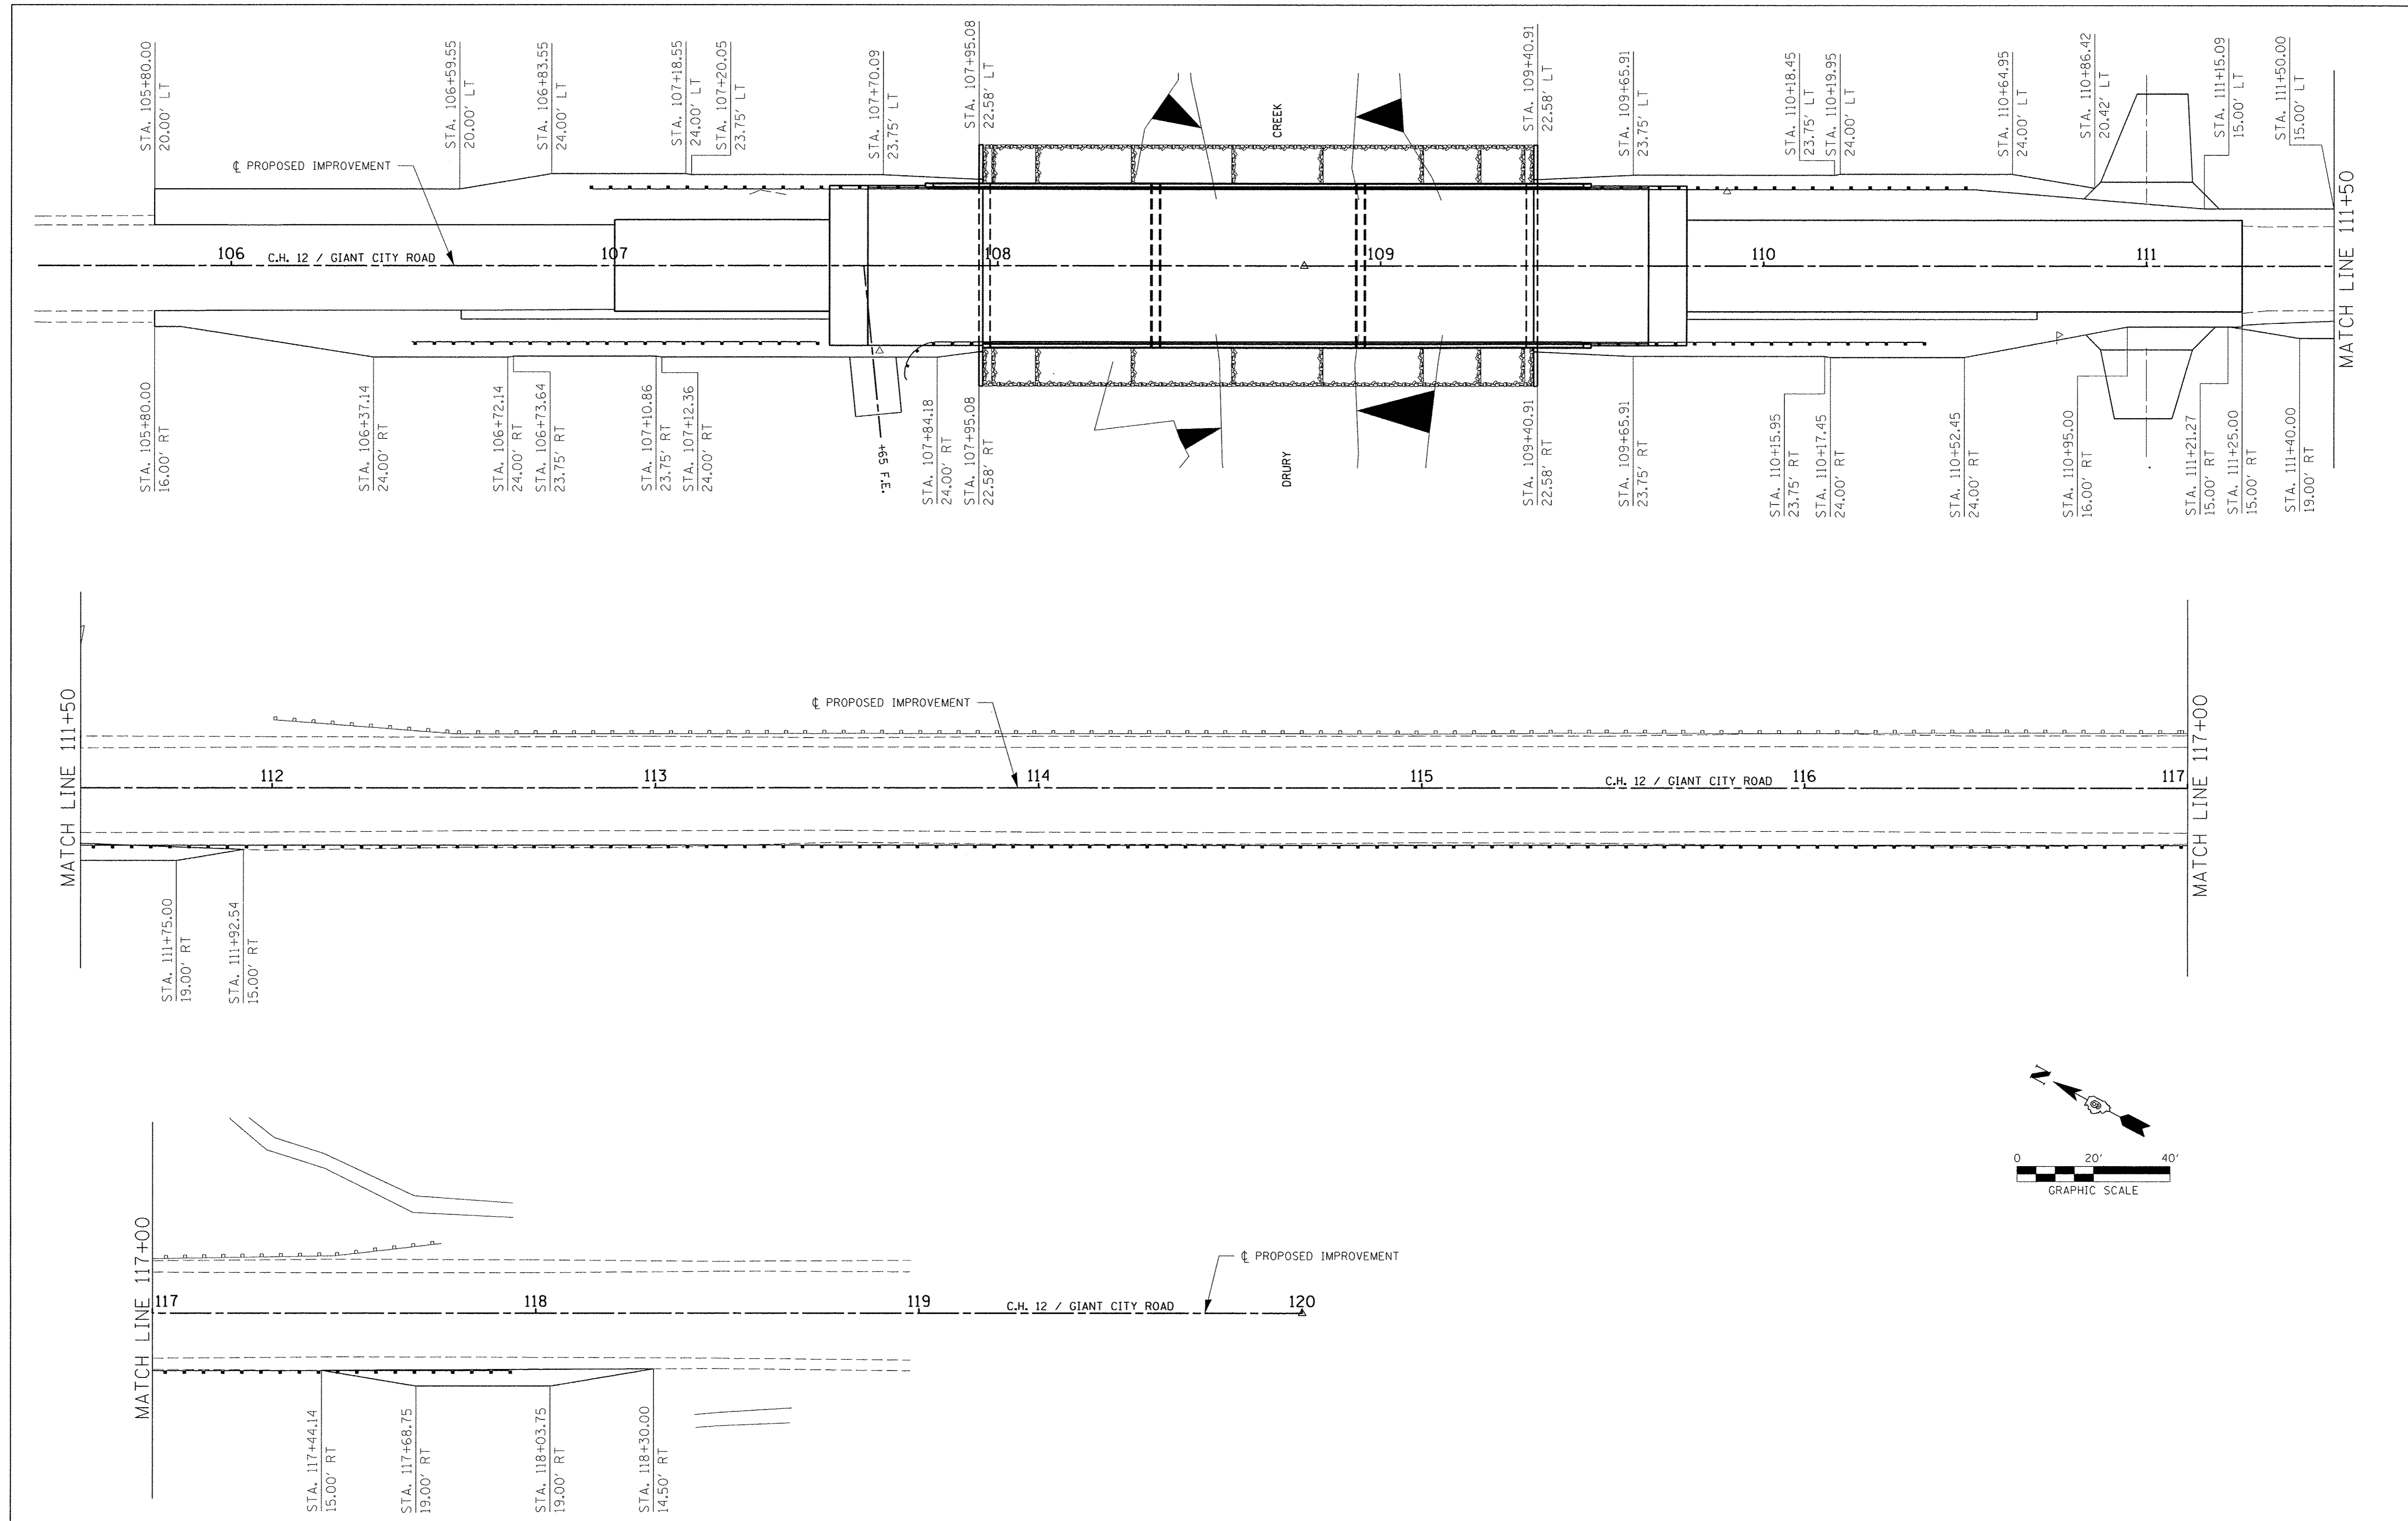 STA. 105+80.00
20.00' LT
STA. 106+59.55
20.00' LT
STA. 106+83.55
24.00' LT
STA. 107+18.55
24.00' LT
STA. 107+20.05
23.75' LT
STA. 107+70.09
23.75' LT
STA. 107+95.08
22.58' LT
CREEK
STA. 109+40.91
22.58' LT
STA. 109+65.91
23.75' LT
STA. 110+18.45
23.75' LT
STA. 110+19.95
24.00' LT
STA. 110+64.95
24.00' LT
STA. 110+86.42
20.42' LT
STA. 111+15.09
15.00' LT
STA. 111+50.00
15.00' LT
℄ PROPOSED IMPROVEMENT
106
C.H. 12 / GIANT CITY ROAD
107
108
109
110
111
MATCH LINE 111+50
STA. 105+80.00
16.00' RT
STA. 106+37.14
24.00' RT
STA. 106+72.14
24.00' RT
STA. 106+73.64
23.75' RT
STA. 107+10.86
23.75' RT
STA. 107+12.36
24.00' RT
+65 F.E.
STA. 107+84.18
24.00' RT
STA. 107+95.08
22.58' RT
DRURY
STA. 109+40.91
22.58' RT
STA. 109+65.91
23.75' RT
STA. 110+15.95
23.75' RT
STA. 110+17.45
24.00' RT
STA. 110+52.45
24.00' RT
STA. 110+95.00
16.00' RT
STA. 111+21.27
15.00' RT
STA. 111+25.00
15.00' RT
STA. 111+40.00
19.00' RT
MATCH LINE 111+50
℄ PROPOSED IMPROVEMENT
112
113
114
115
C.H. 12 / GIANT CITY ROAD
116
117
MATCH LINE 117+00
STA. 111+75.00
19.00' RT
STA. 111+92.54
15.00' RT
N
0 20' 40'
GRAPHIC SCALE
MATCH LINE 117+00
117
118
119
C.H. 12 / GIANT CITY ROAD
℄ PROPOSED IMPROVEMENT
120
STA. 117+44.14
15.00' RT
STA. 117+68.75
19.00' RT
STA. 118+03.75
19.00' RT
STA. 118+30.00
14.50' RT